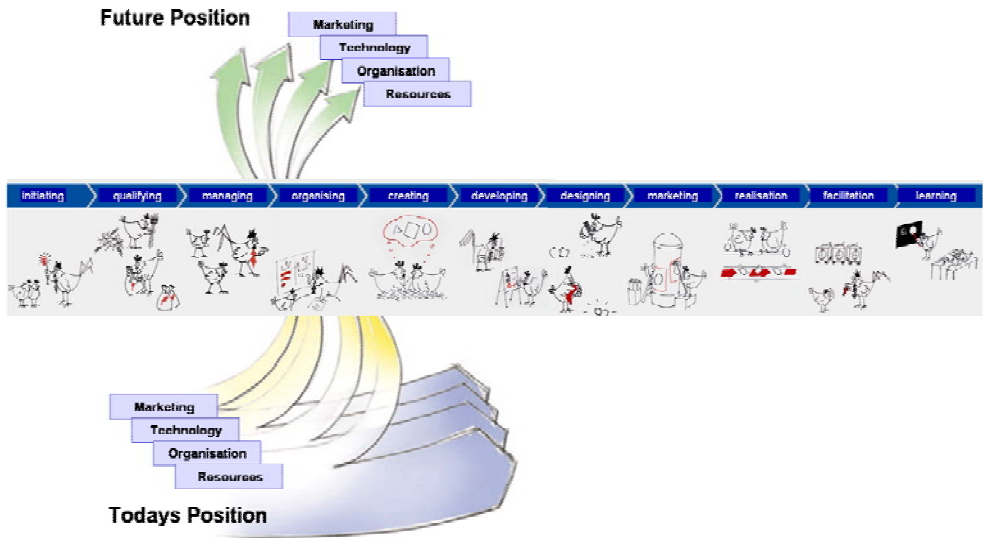 Future Position
Marketing
Technology
Organisation
Resources
initiating qualifying managing organising creating developing designing marketing realisation facilitation learning
Marketing
Technology
Organisation
Resources
Todays Position